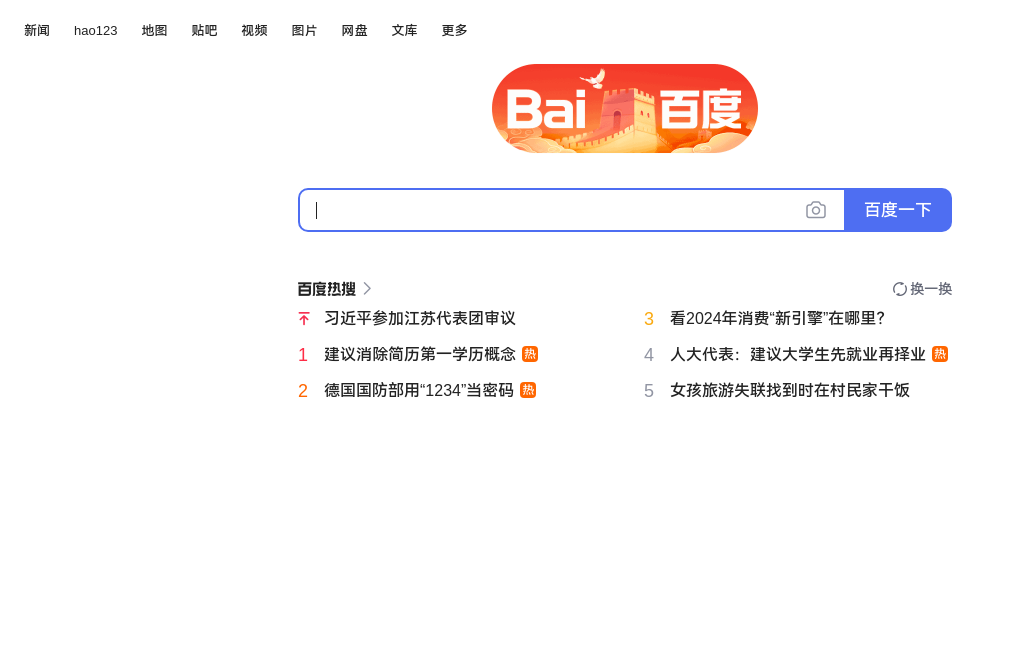 新闻 hao123 地图 贴吧 视频 图片 网盘 文库 更多
Bai 百度
百度一下
百度热搜 换一换
习近平参加江苏代表团审议
1 建议消除简历第一学历概念 热
2 德国国防部用“1234”当密码 热
3 看2024年消费“新引擎”在哪里?
4 人大代表：建议大学生先就业再择业 热
5 女孩旅游失联找到时在村民家干饭